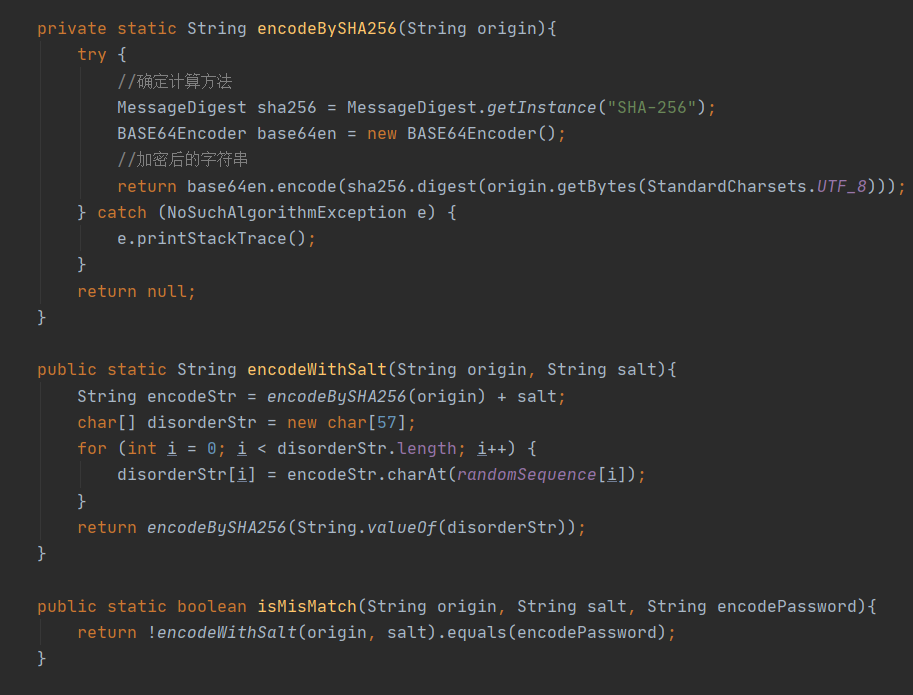 private static String encodeBySHA256(String origin){
try {
//确定计算方法
MessageDigest sha256 = MessageDigest.getInstance("SHA-256");
BASE64Encoder base64en = new BASE64Encoder();
//加密后的字符串
return base64en.encode(sha256.digest(origin.getBytes(StandardCharsets.UTF_8)));
} catch (NoSuchAlgorithmException e) {
e.printStackTrace();
}
return null;
}
public static String encodeWithSalt(String origin, String salt){
String encodeStr = encodeBySHA256(origin) + salt;
char[] disorderStr = new char[57];
for (int i = 0; i < disorderStr.length; i++) {
disorderStr[i] = encodeStr.charAt(randomSequence[i]);
}
return encodeBySHA256(String.valueOf(disorderStr));
}
public static boolean isMisMatch(String origin, String salt, String encodePassword){
return !encodeWithSalt(origin, salt).equals(encodePassword);
}